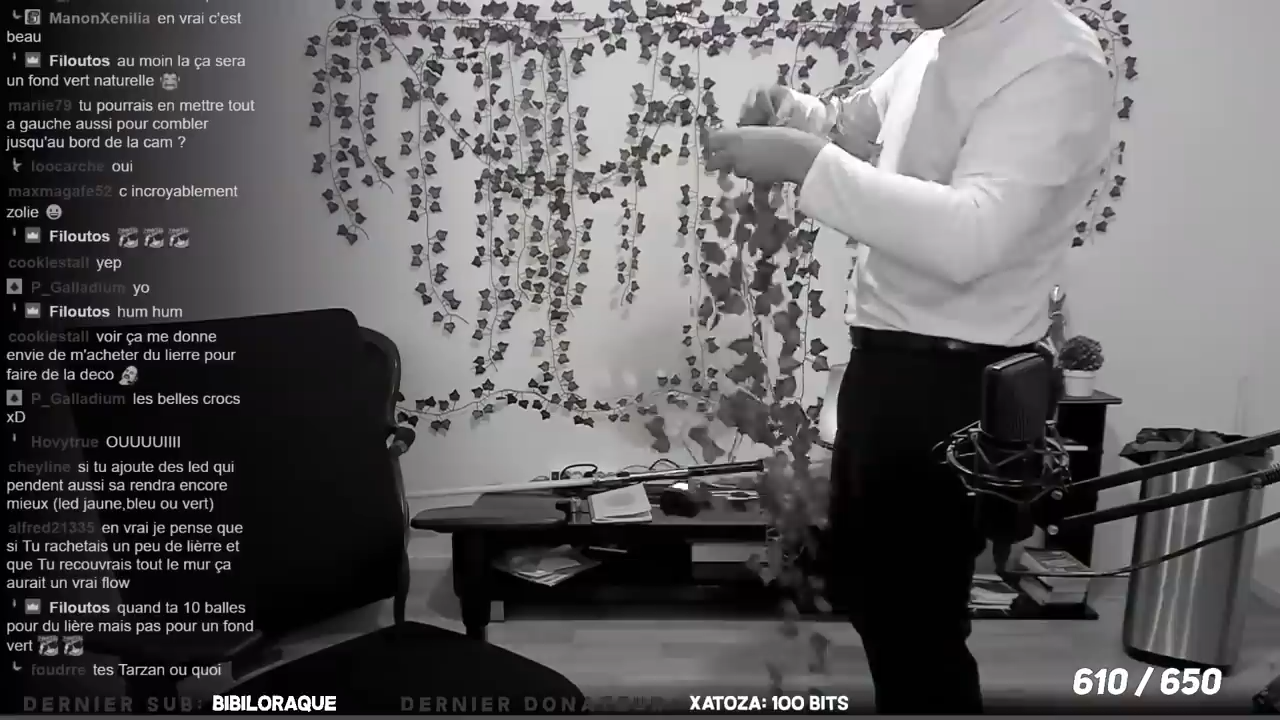 ManonXenilia en vrai c'est
beau
Filoutos au moin la ça sera
un fond vert naturelle
mariie79 tu pourrais en mettre tout
a gauche aussi pour combler
jusqu'au bord de la cam ?
loocarche oui
maxmagafe52 c incroyablement
zolie
Filoutos
cookiestall yep
P_Galladium yo
Filoutos hum hum
cookiestall voir ça me donne
envie de m'acheter du lierre pour
faire de la deco
P_Galladium les belles crocs
xD
Hovytrue OUUUUIIII
cheyline si tu ajoute des led qui
pendent aussi sa rendra encore
mieux (led jaune,bleu ou vert)
alfred21335 en vrai je pense que
si Tu rachetais un peu de lièrre et
que Tu recouvrais tout le mur ça
aurait un vrai flow
Filoutos quand ta 10 balles
pour du lière mais pas pour un fond
vert
foudrre tes Tarzan ou quoi
610 / 650
DERNIER SUB: BIBILORAQUE DERNIER DONATEUR: XATOZA: 100 BITS